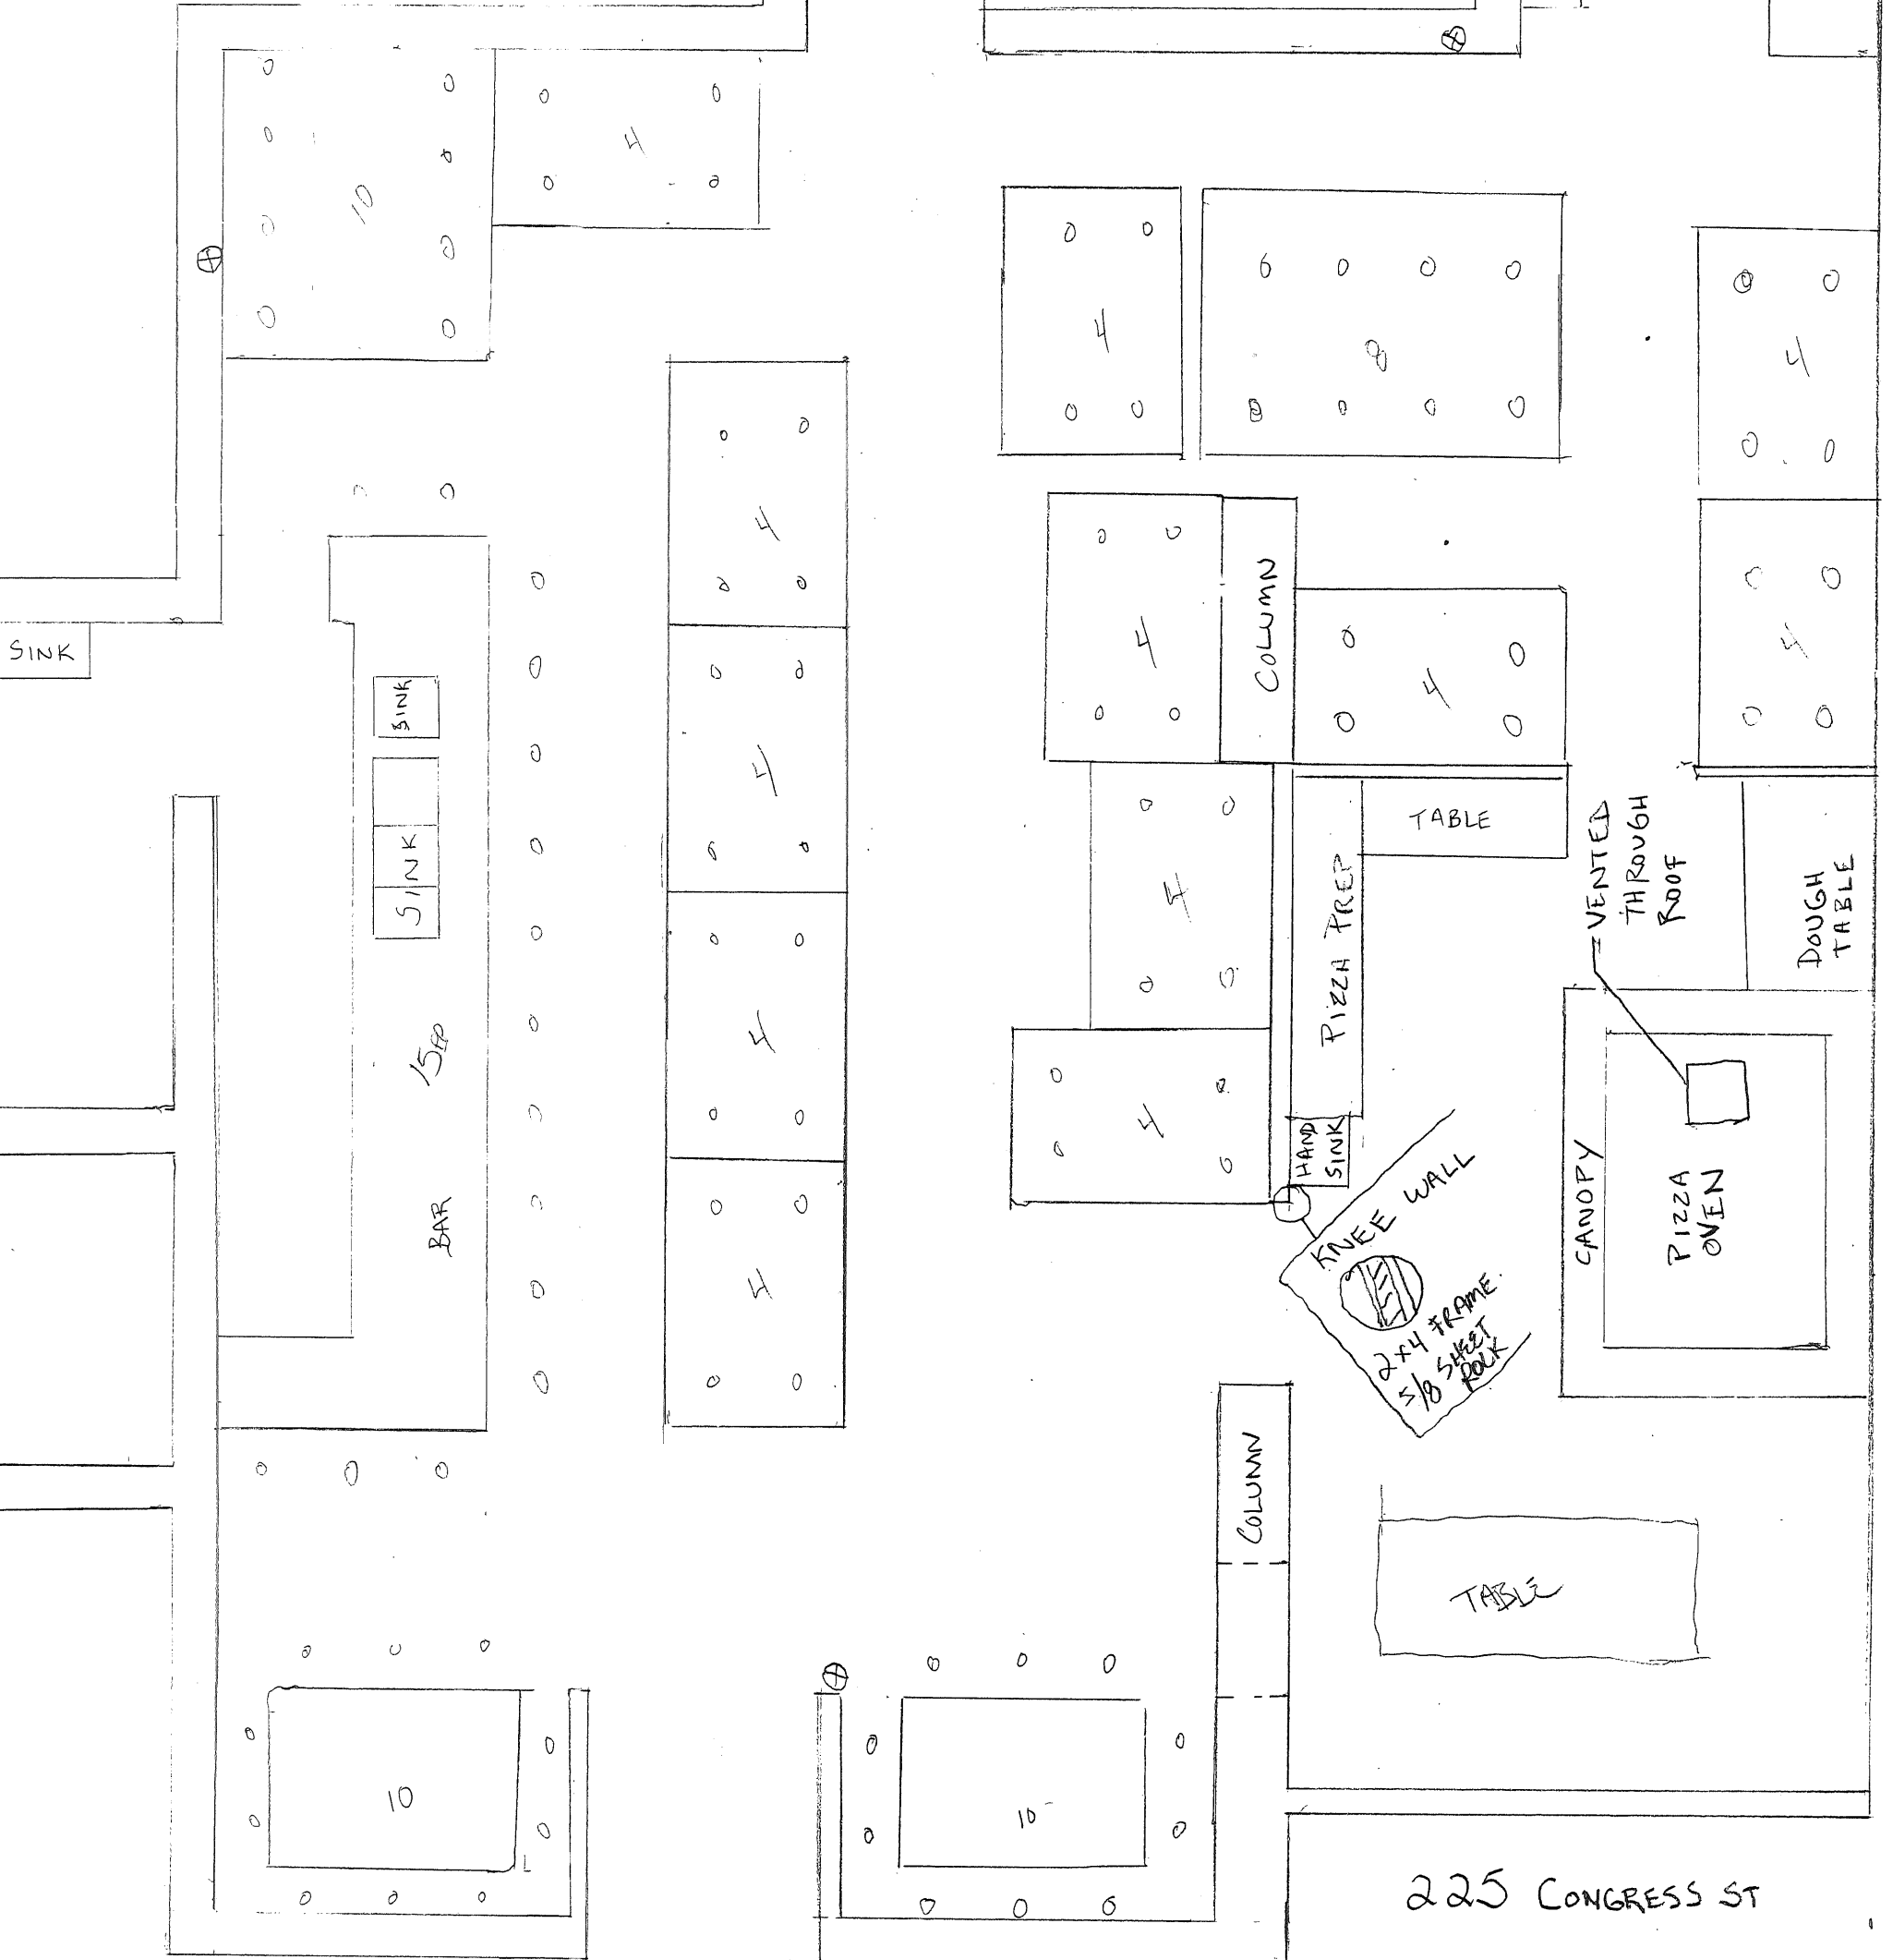 10
4
4
8
4
4
4
COLUMN
4
4
4
SINK
SINK
SINK
4
4
TABLE
PIZZA PREP
VENTED
THROUGH
ROOF
DOUGH
TABLE
4
4
HAND
SINK
KNEE WALL
2x4 FRAME
5/8 SHEET
ROCK
CANOPY
PIZZA
OVEN
BAR
4
COLUMN
TABLE
10
10
225 CONGRESS ST